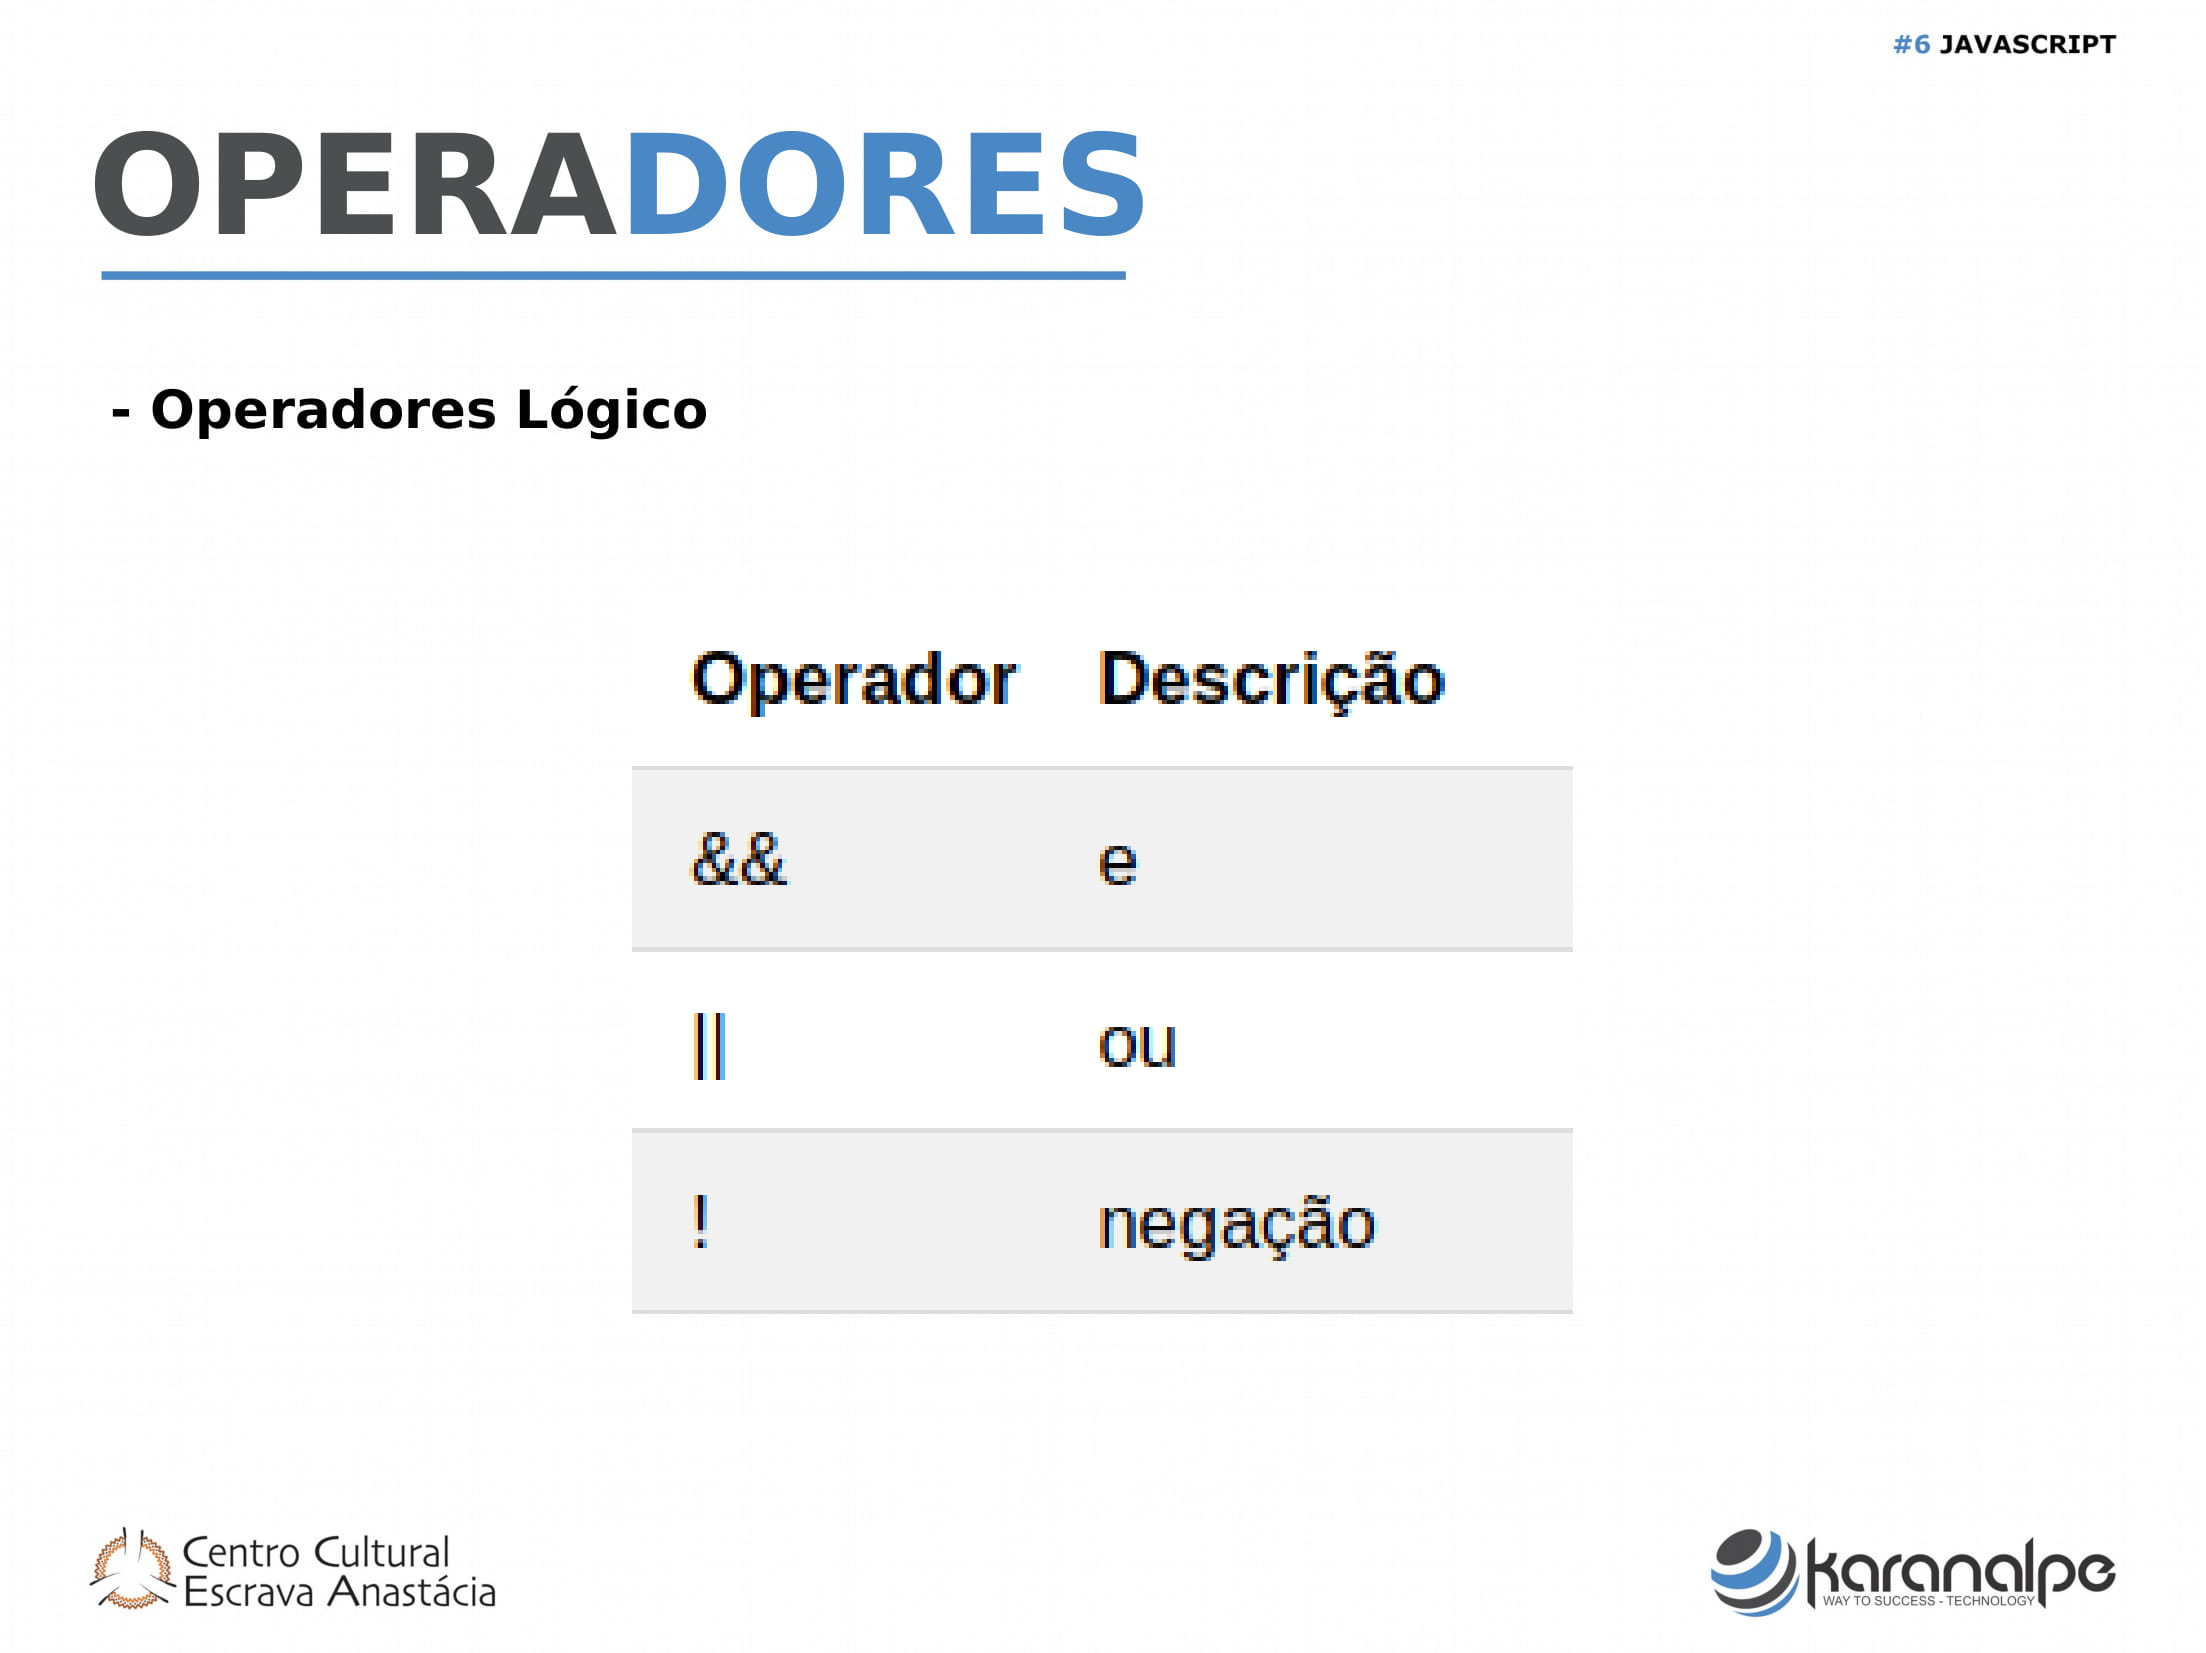 #6 JAVASCRIPT
OPERADORES
- Operadores Lógico
Operador Descrição
&& e
|| ou
! negação
Centro Cultural
Escrava Anastácia
karanalpe
WAY TO SUCCESS - TECHNOLOGY